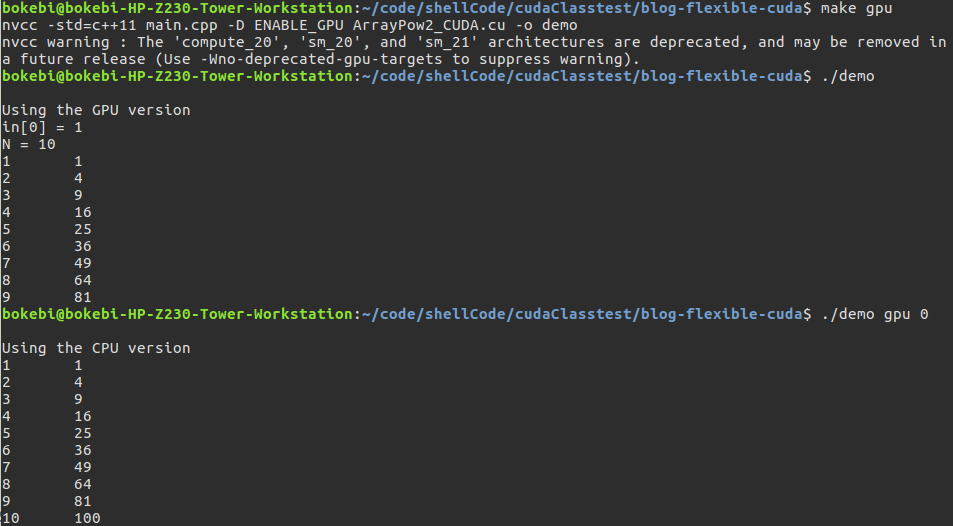 bokebi@bokebi-HP-Z230-Tower-Workstation:~/code/shellCode/cudaClasstest/blog-flexible-cuda$ make gpu
nvcc -std=c++11 main.cpp -D ENABLE_GPU ArrayPow2_CUDA.cu -o demo
nvcc warning : The 'compute_20', 'sm_20', and 'sm_21' architectures are deprecated, and may be removed in
a future release (Use -Wno-deprecated-gpu-targets to suppress warning).
bokebi@bokebi-HP-Z230-Tower-Workstation:~/code/shellCode/cudaClasstest/blog-flexible-cuda$ ./demo
Using the GPU version
in[0] = 1
N = 10
1 1
2 4
3 9
4 16
5 25
6 36
7 49
8 64
9 81
bokebi@bokebi-HP-Z230-Tower-Workstation:~/code/shellCode/cudaClasstest/blog-flexible-cuda$ ./demo gpu 0
Using the CPU version
1 1
2 4
3 9
4 16
5 25
6 36
7 49
8 64
9 81
10 100